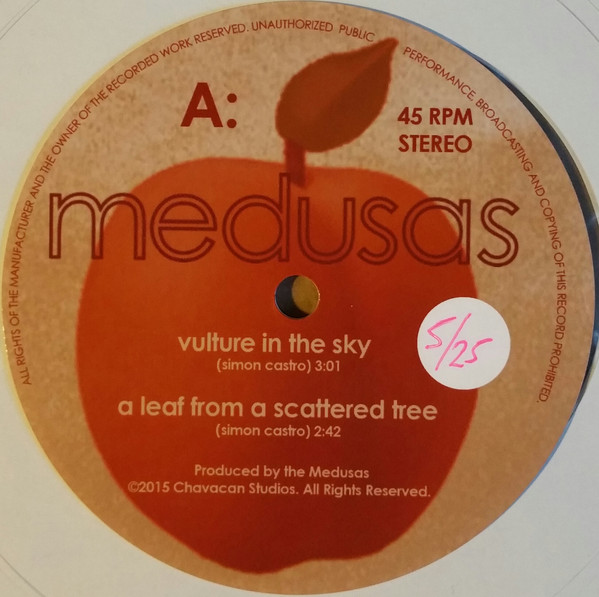 ALL RIGHTS OF THE MANUFACTURER AND THE OWNER OF THE RECORDED WORK RESERVED. UNAUTHORIZED PUBLIC PERFORMANCE, BROADCASTING AND COPYING OF THIS RECORD PROHIBITED.
A:
45 RPM
STEREO
medusas
vulture in the sky
(simon castro) 3:01
5/25
a leaf from a scattered tree
(simon castro) 2:42
Produced by the Medusas
©2015 Chavacan Studios. All Rights Reserved.